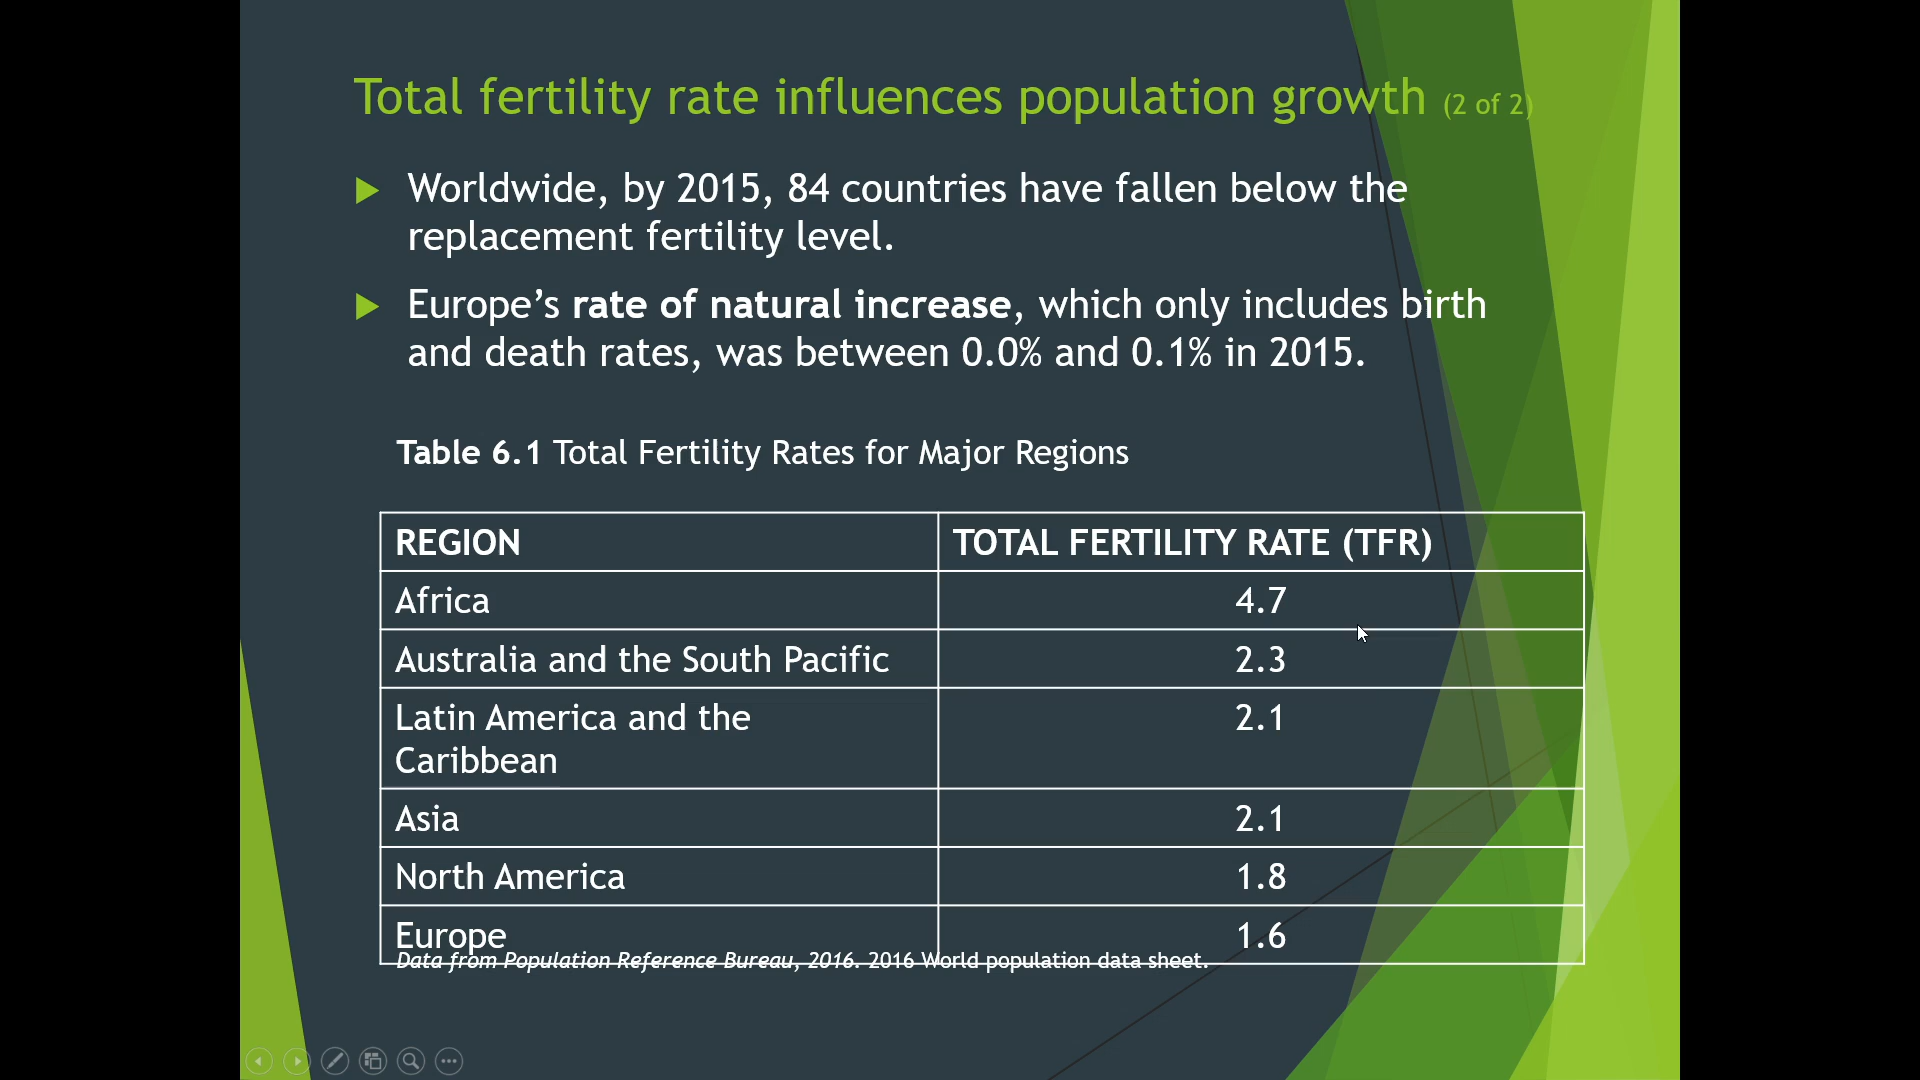 Total fertility rate influences population growth (2 of 2)
Worldwide, by 2015, 84 countries have fallen below the
replacement fertility level.
Europe’s rate of natural increase, which only includes birth
and death rates, was between 0.0% and 0.1% in 2015.
Table 6.1 Total Fertility Rates for Major Regions
REGION TOTAL FERTILITY RATE (TFR)
Africa 4.7
Australia and the South Pacific 2.3
Latin America and the 2.1
Caribbean
Asia 2.1
North America 1.8
Europe 1.6
Data from Population Reference Bureau, 2016. 2016 World population data sheet.